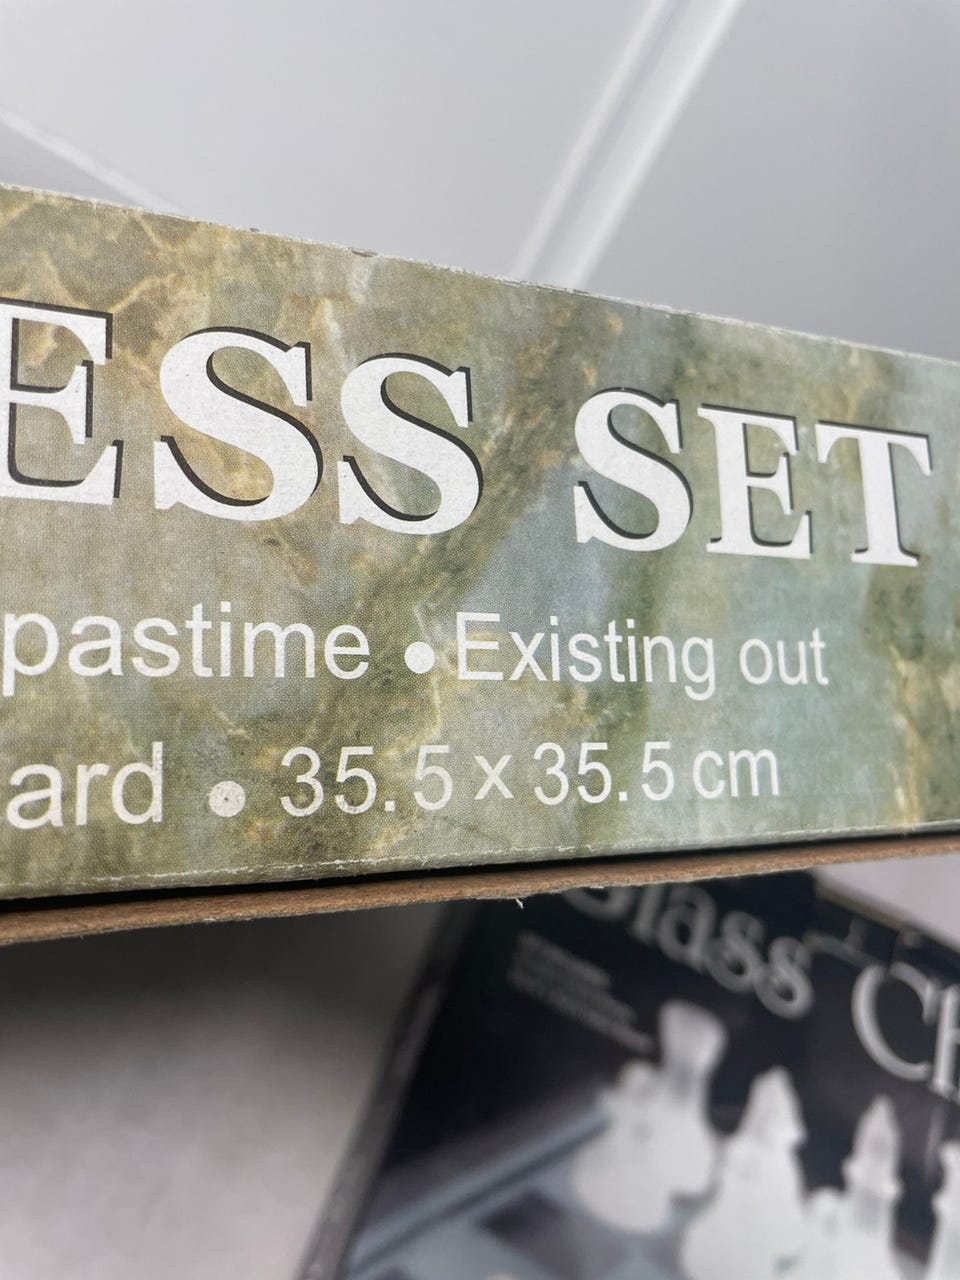 ESS SET
pastime • Existing out
ard • 35.5 x 35.5 cm
Glass Ch